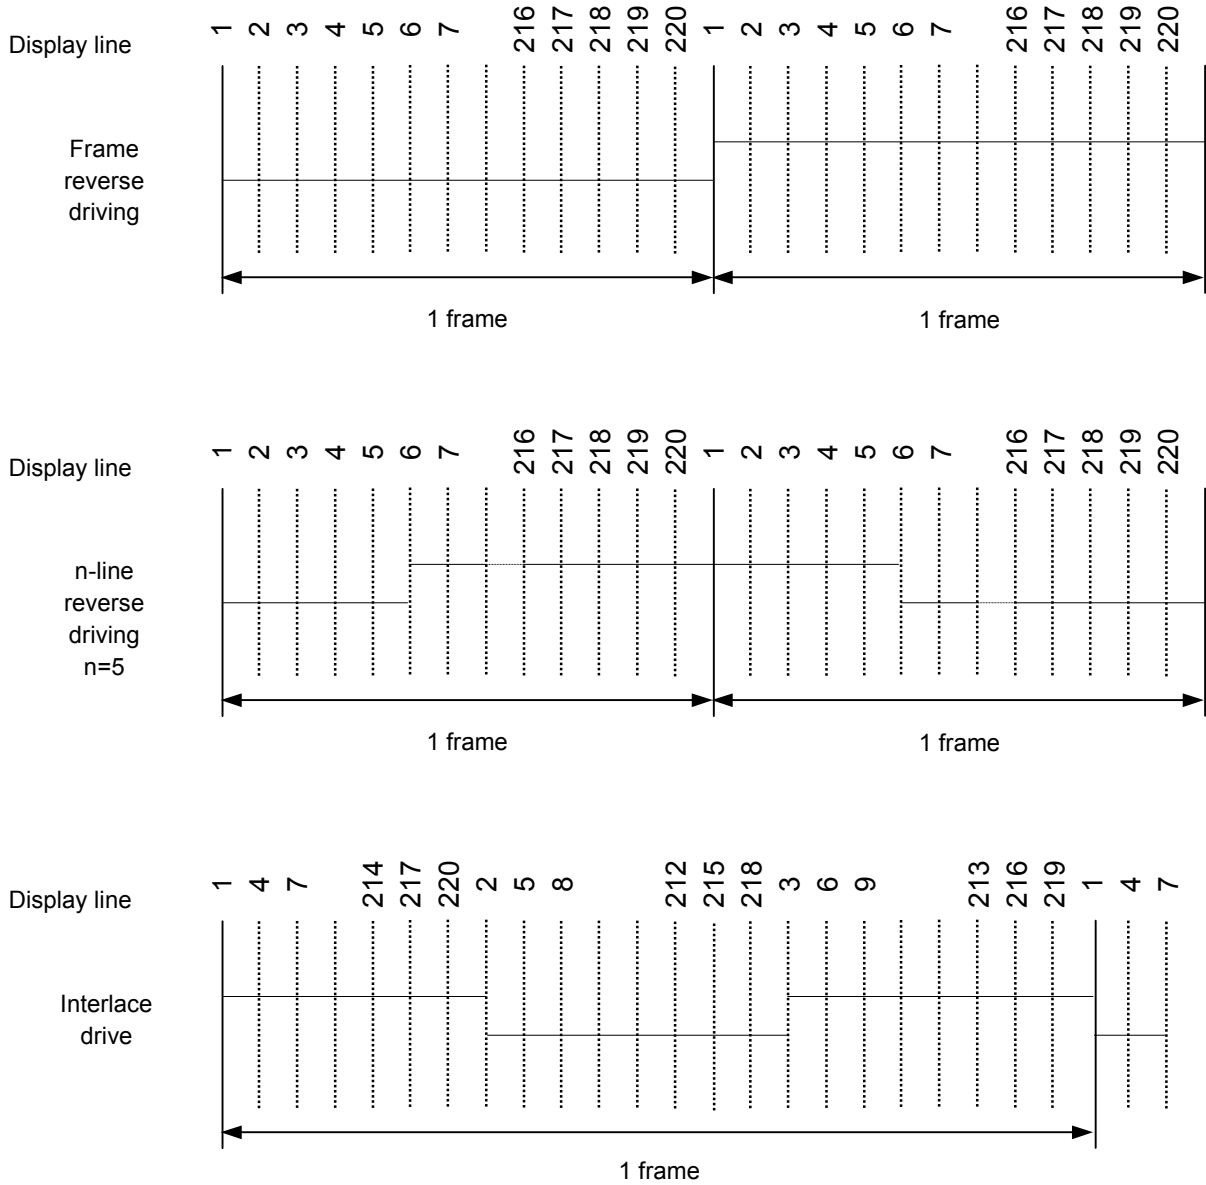 Display line 1 2 3 4 5 6 7 216 217 218 219 220 1 2 3 4 5 6 7 216 217 218 219 220
Frame
reverse
driving
1 frame 1 frame
Display line 1 2 3 4 5 6 7 216 217 218 219 220 1 2 3 4 5 6 7 216 217 218 219 220
n-line
reverse
driving
n=5
1 frame 1 frame
Display line 1 4 7 214 217 220 2 5 8 212 215 218 3 6 9 213 216 219 1 4 7
Interlace
drive
1 frame